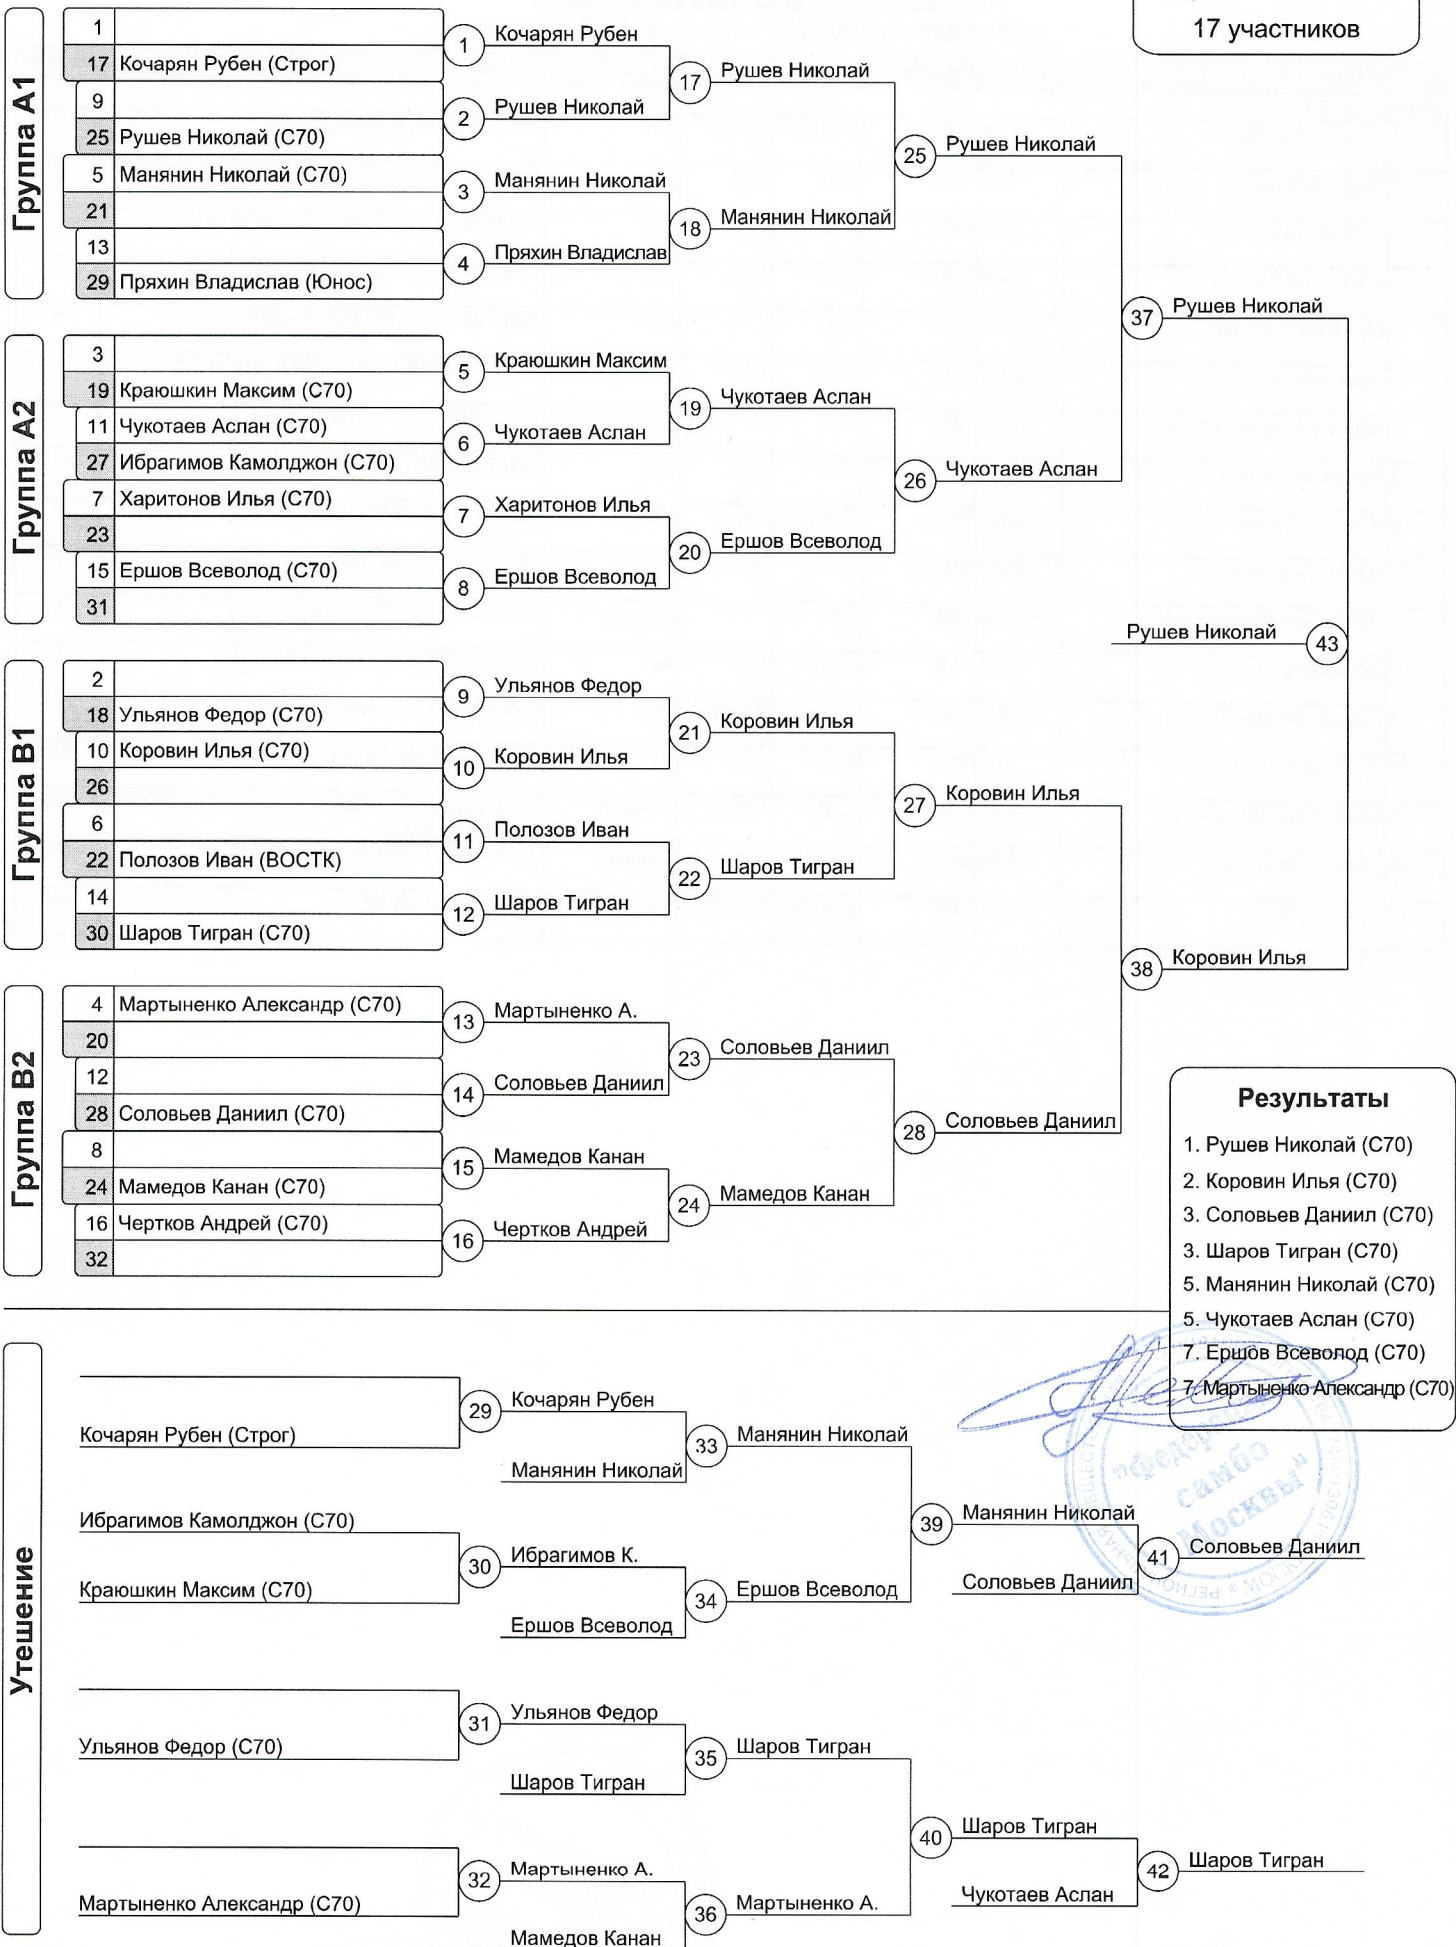 17 участников
Группа А1
1
17 Кочарян Рубен (Строг)
9
25 Рушев Николай (С70)
5 Манянин Николай (С70)
21
13
29 Пряхин Владислав (Юнос)
1 Кочарян Рубен
2 Рушев Николай
3 Манянин Николай
4 Пряхин Владислав
17 Рушев Николай
18 Манянин Николай
25 Рушев Николай
Группа А2
3
19 Краюшкин Максим (С70)
11 Чукотаев Аслан (С70)
27 Ибрагимов Камолджон (С70)
7 Харитонов Илья (С70)
23
15 Ершов Всеволод (С70)
31
5 Краюшкин Максим
6 Чукотаев Аслан
7 Харитонов Илья
8 Ершов Всеволод
19 Чукотаев Аслан
20 Ершов Всеволод
26 Чукотаев Аслан
37 Рушев Николай
Рушев Николай 43
Группа В1
2
18 Ульянов Федор (С70)
10 Коровин Илья (С70)
26
6
22 Полозов Иван (ВОСТК)
14
30 Шаров Тигран (С70)
9 Ульянов Федор
10 Коровин Илья
11 Полозов Иван
12 Шаров Тигран
21 Коровин Илья
22 Шаров Тигран
27 Коровин Илья
38 Коровин Илья
Группа В2
4 Мартыненко Александр (С70)
20
12
28 Соловьев Даниил (С70)
8
24 Мамедов Канан (С70)
16 Чертков Андрей (С70)
32
13 Мартыненко А.
14 Соловьев Даниил
15 Мамедов Канан
16 Чертков Андрей
23 Соловьев Даниил
24 Мамедов Канан
28 Соловьев Даниил
Результаты
1. Рушев Николай (С70)
2. Коровин Илья (С70)
3. Соловьев Даниил (С70)
3. Шаров Тигран (С70)
5. Манянин Николай (С70)
5. Чукотаев Аслан (С70)
7. Ершов Всеволод (С70)
7. Мартыненко Александр (С70)
самбо
Москвы"
Утешение
Кочарян Рубен (Строг)
29 Кочарян Рубен
Манянин Николай
33 Манянин Николай
Ибрагимов Камолджон (С70)
Краюшкин Максим (С70)
30 Ибрагимов К.
Ершов Всеволод
34 Ершов Всеволод
39 Манянин Николай
Соловьев Даниил
41 Соловьев Даниил
Ульянов Федор (С70)
31 Ульянов Федор
Шаров Тигран
35 Шаров Тигран
Мартыненко Александр (С70)
32 Мартыненко А.
Мамедов Канан
36 Мартыненко А.
40 Шаров Тигран
Чукотаев Аслан
42 Шаров Тигран